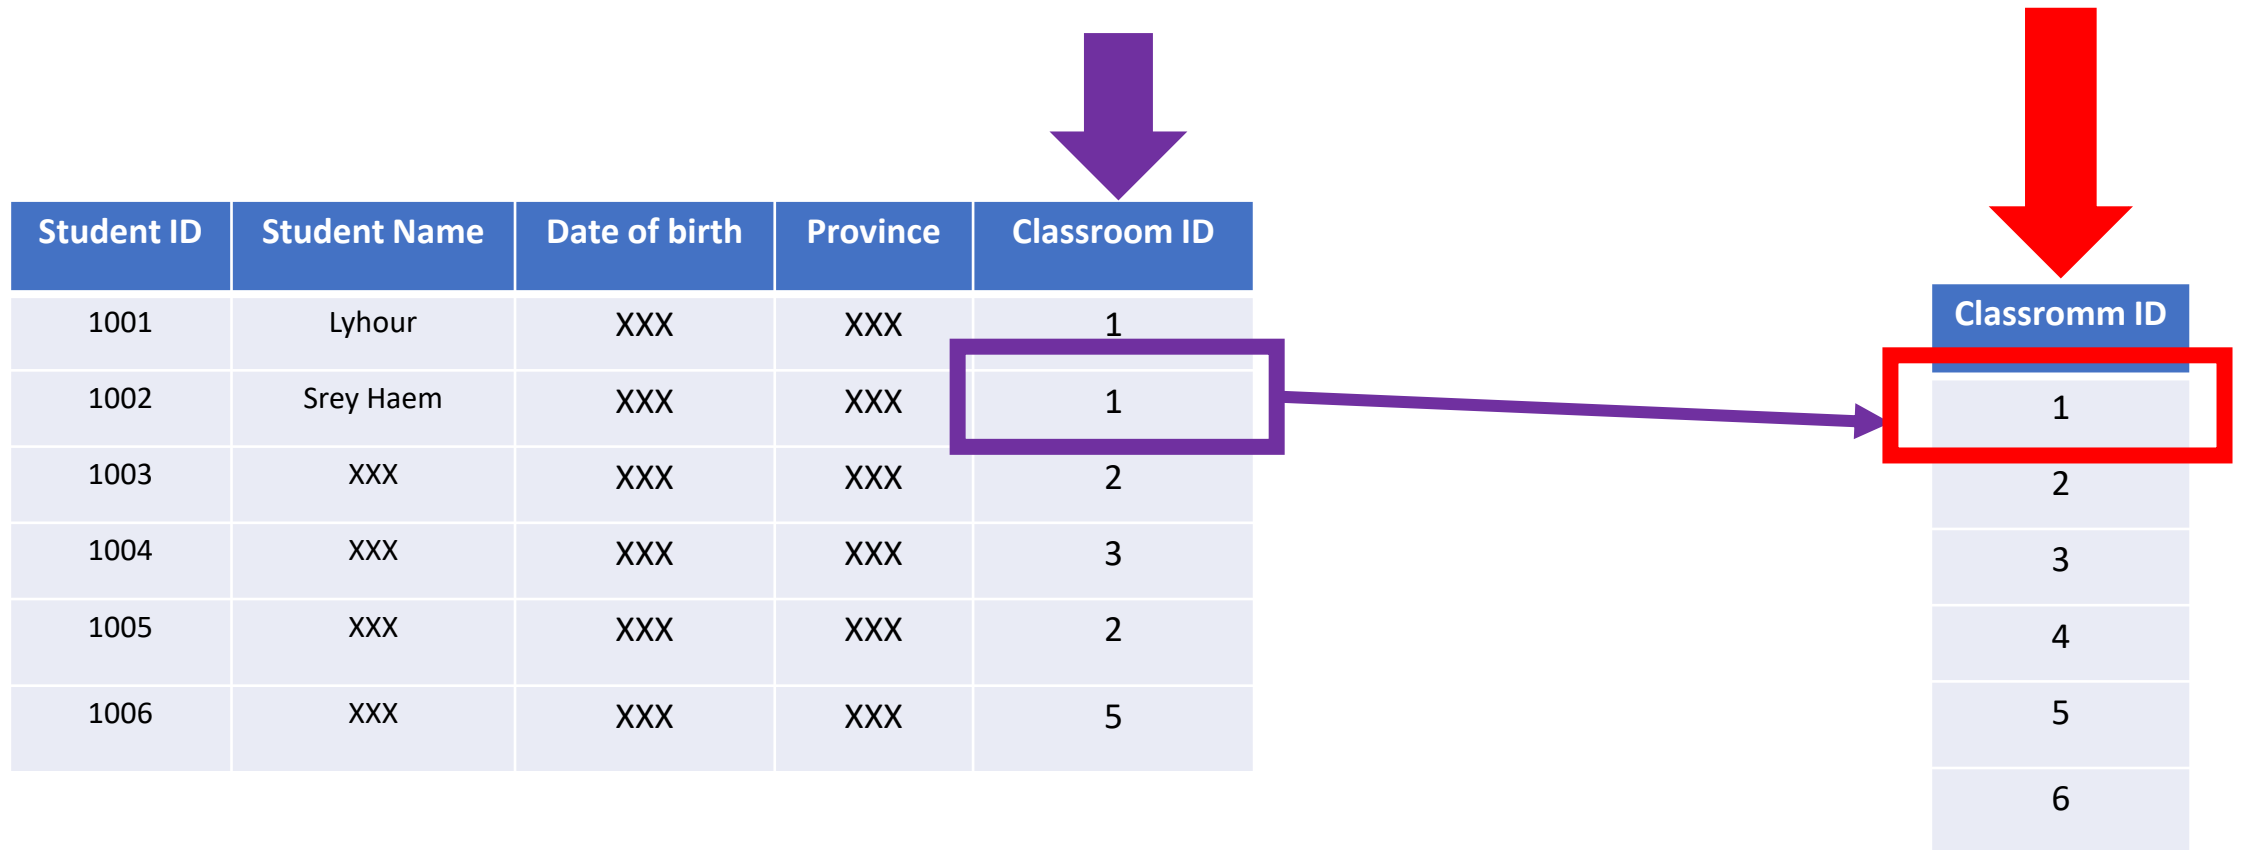 Student ID Student Name Date of birth Province Classroom ID
1001 Lyhour XXX XXX 1
1002 Srey Haem XXX XXX 1
1003 XXX XXX XXX 2
1004 XXX XXX XXX 3
1005 XXX XXX XXX 2
1006 XXX XXX XXX 5
Classromm ID
1
2
3
4
5
6